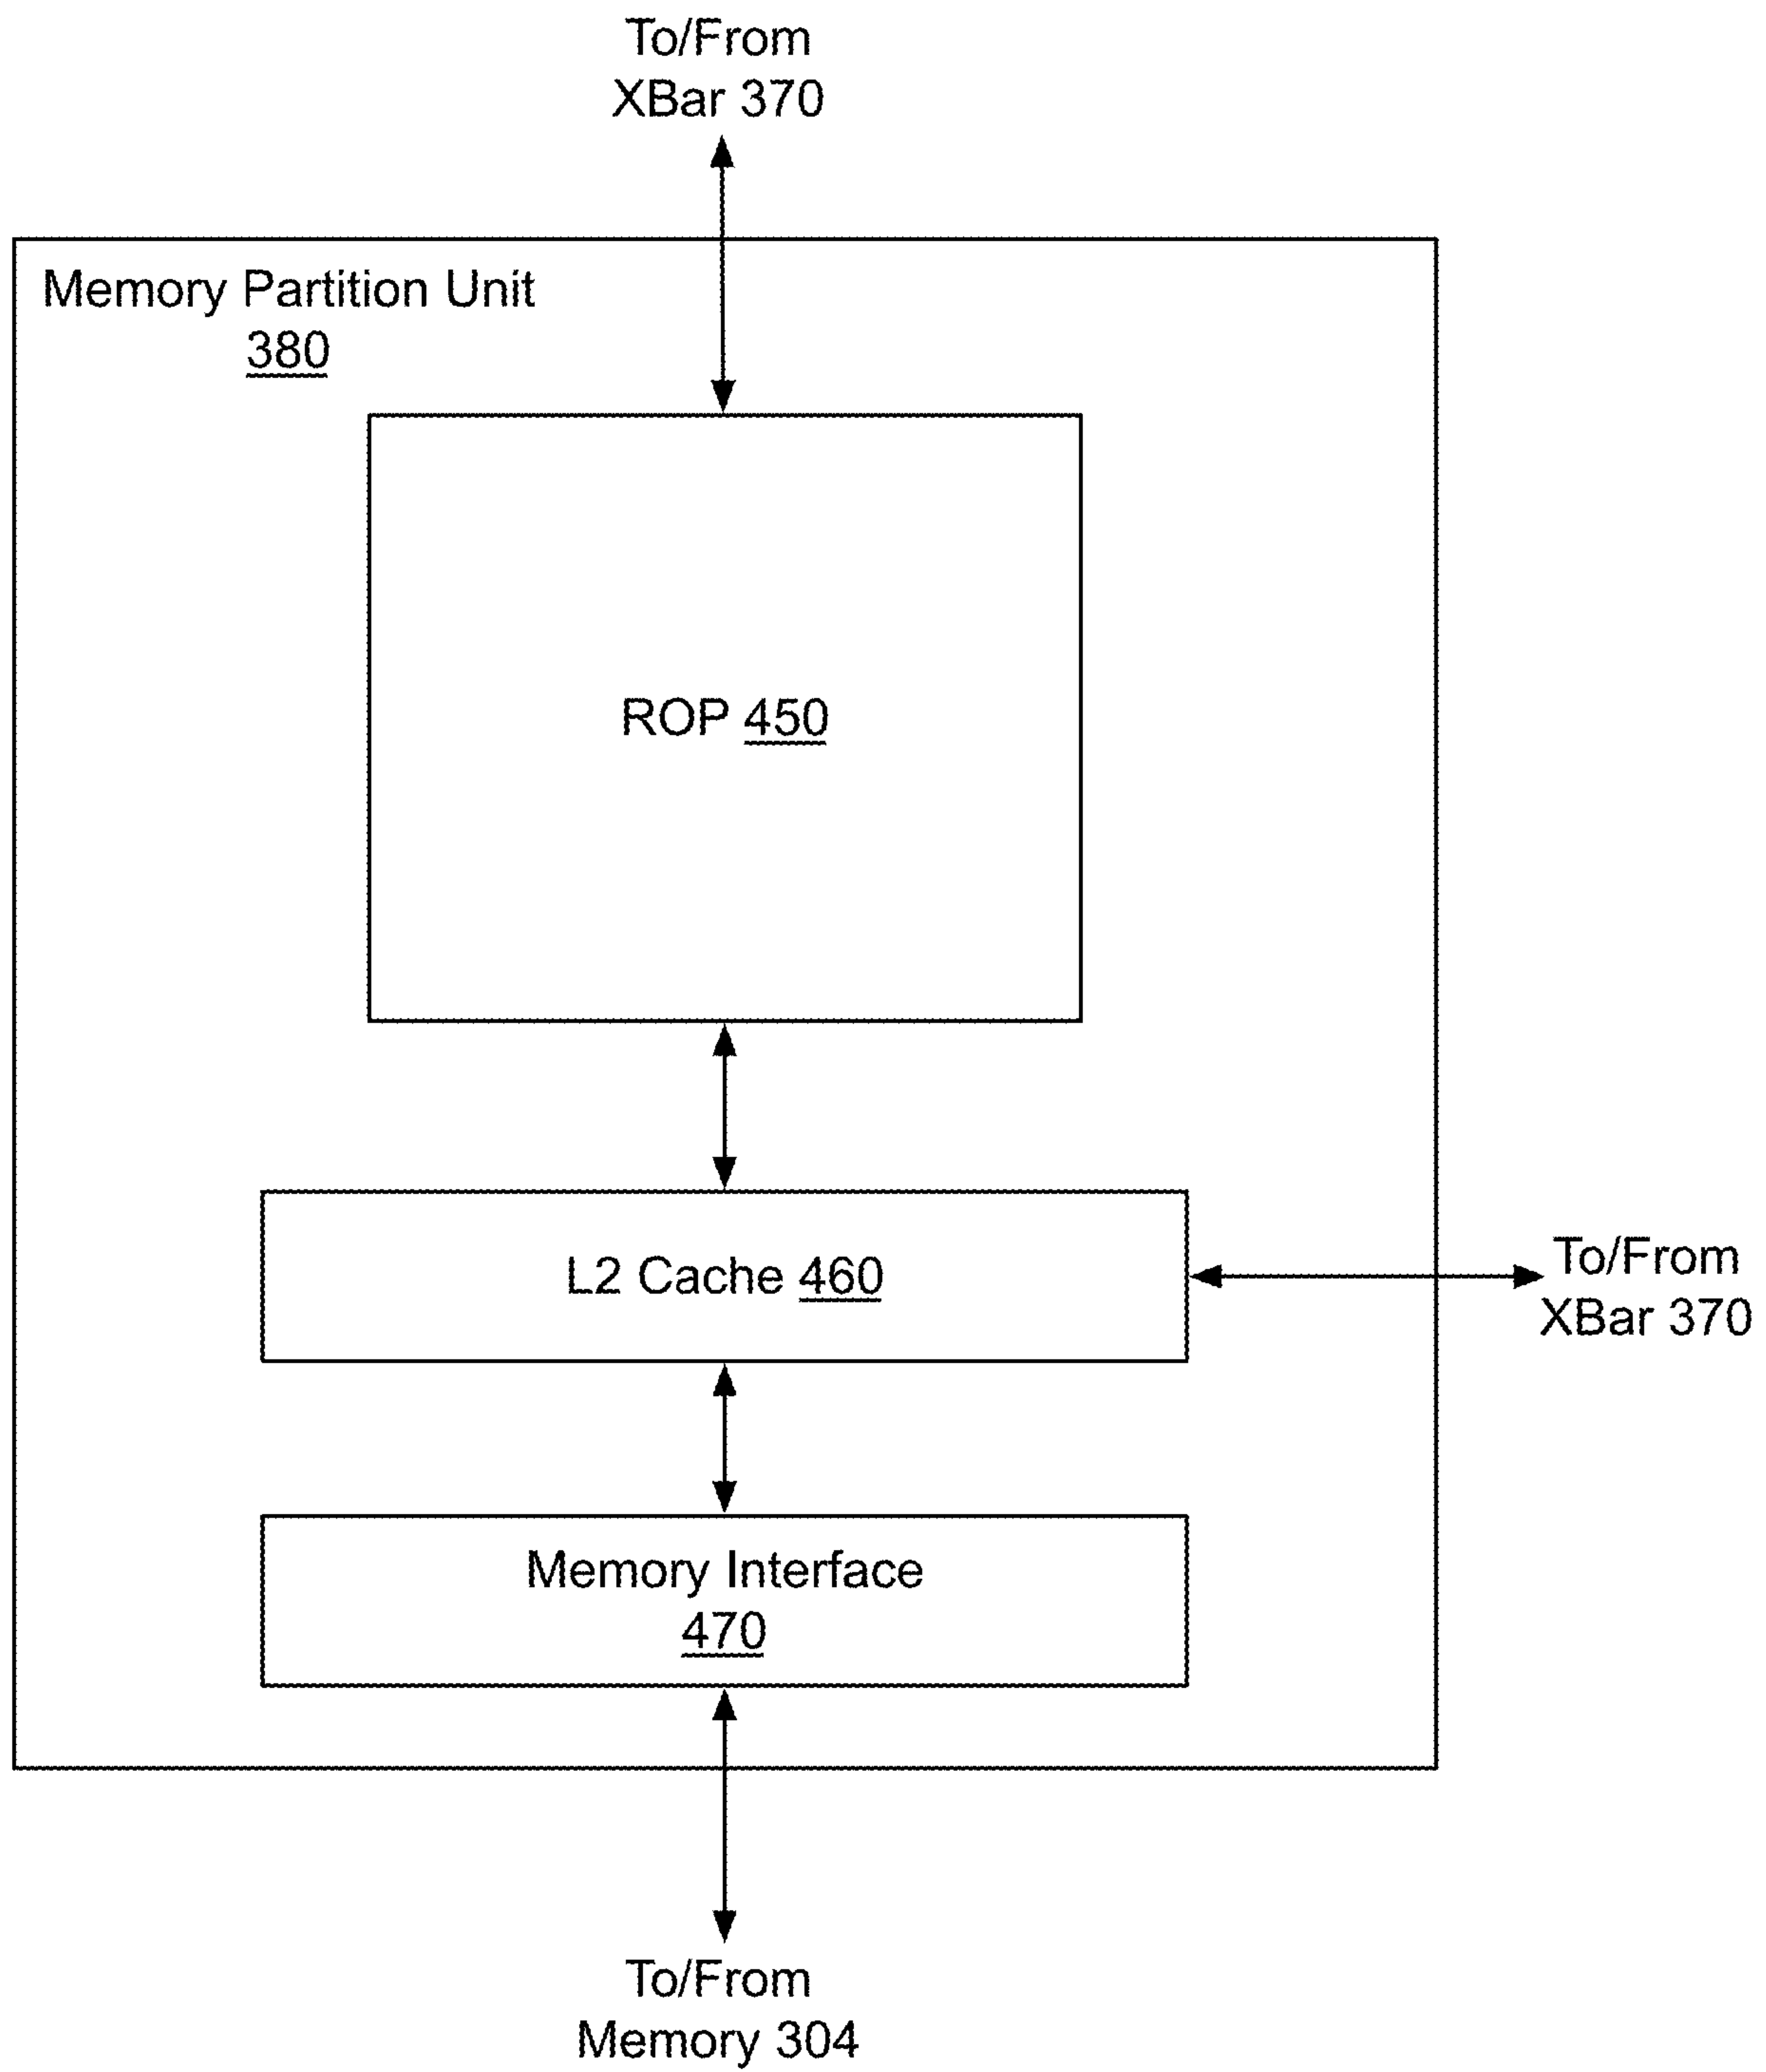 To/From
XBar 370
Memory Partition Unit
380
ROP 450
L2 Cache 460
To/From
XBar 370
Memory Interface
470
To/From
Memory 304